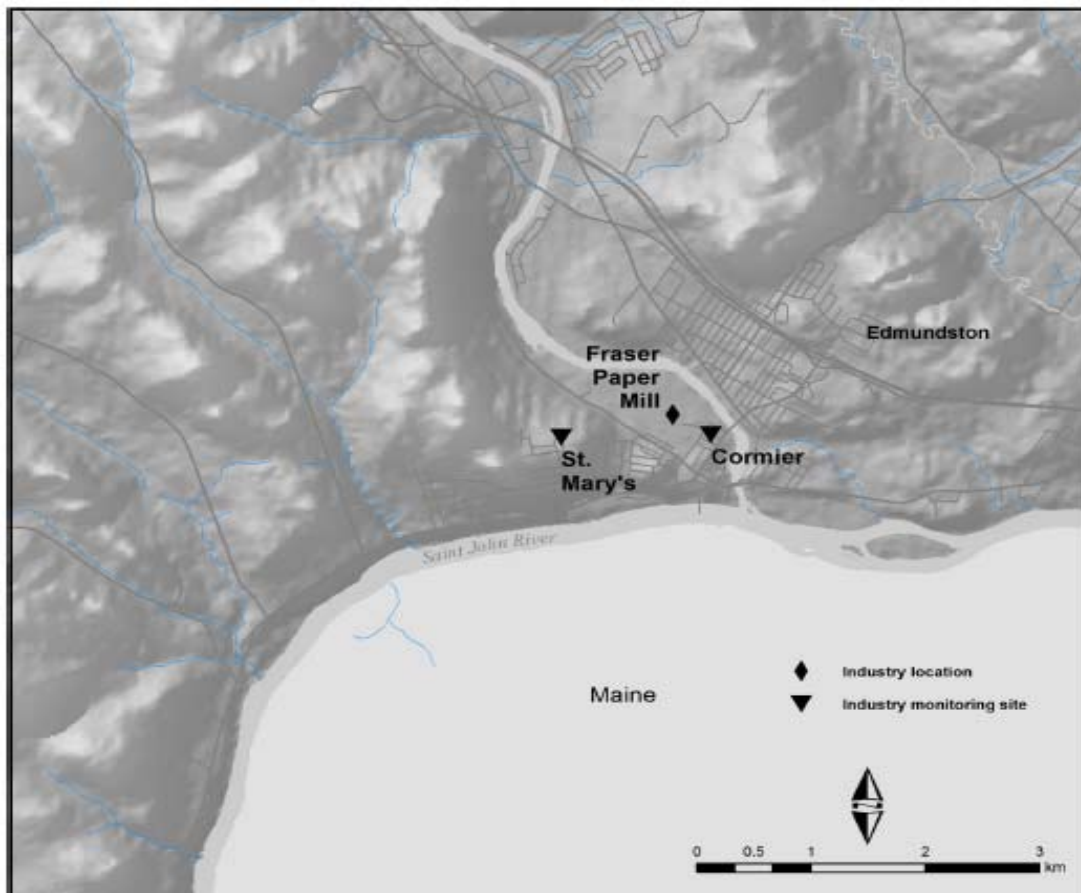 Edmundston
Fraser
Paper
Mill
St.
Mary's
Cormier
Saint John River
Maine
Industry location
Industry monitoring site
0 0.5 1 2 3
km